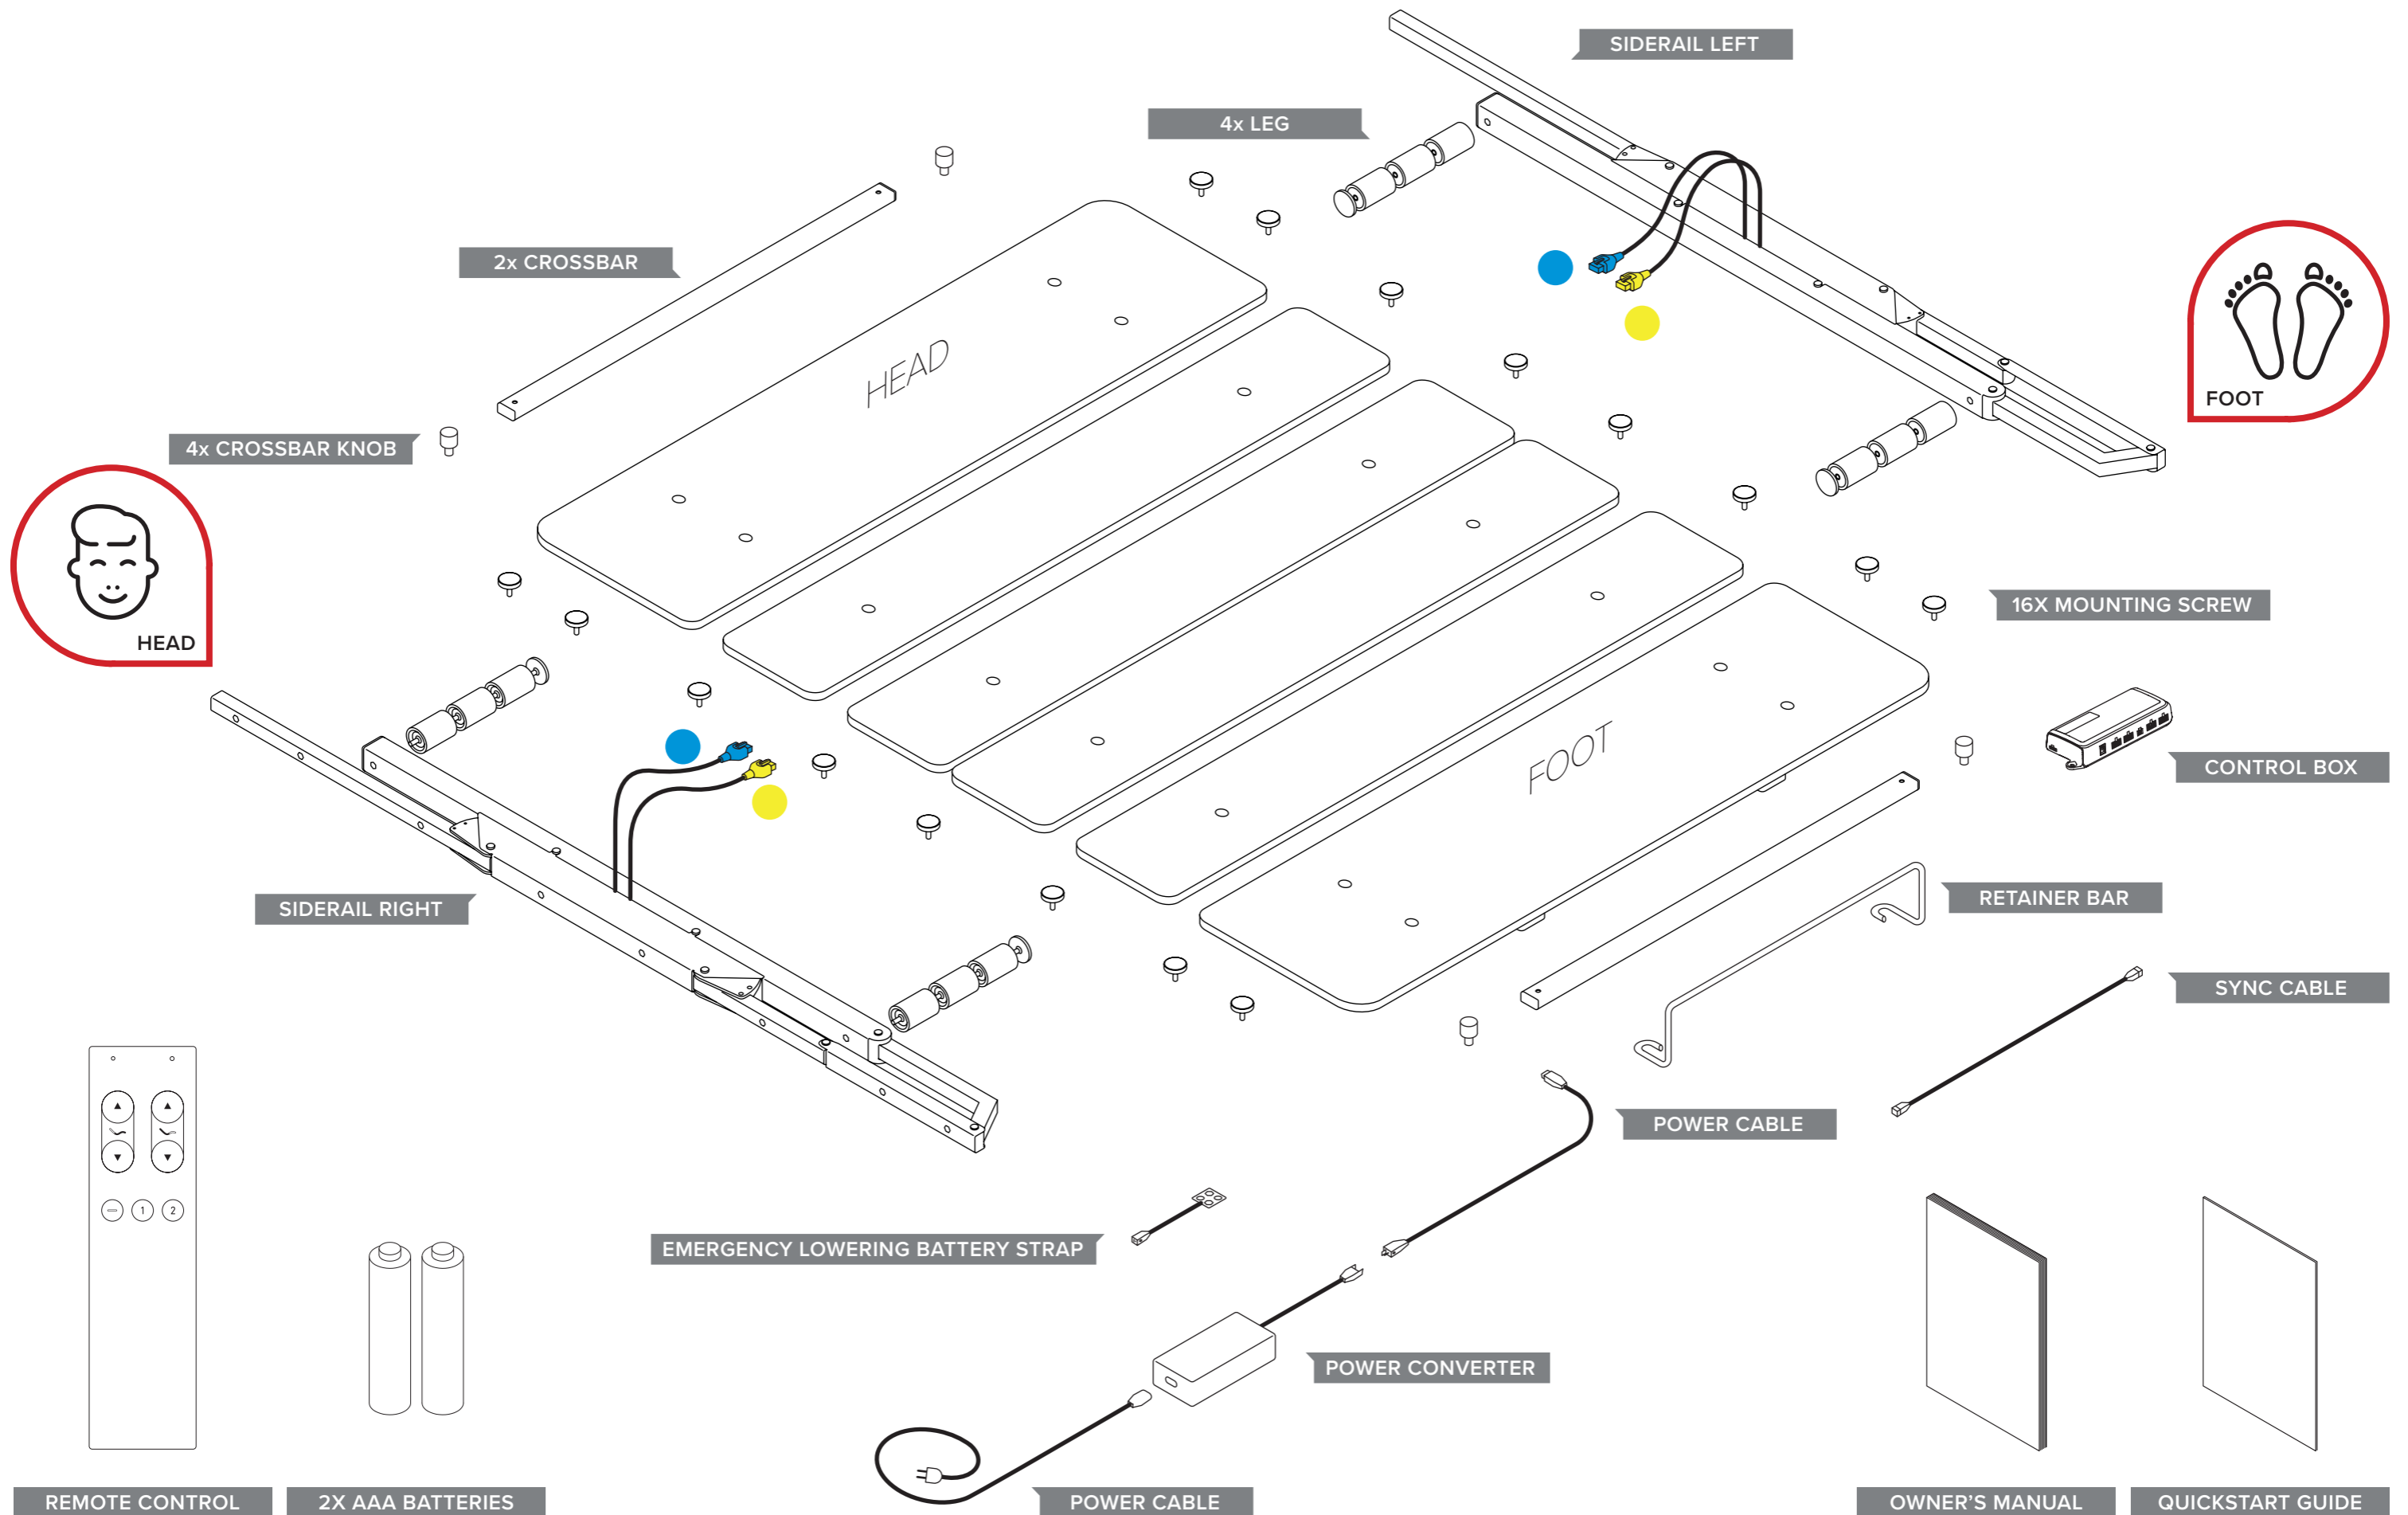 SIDERAIL LEFT
4x LEG
2x CROSSBAR
4x CROSSBAR KNOB
HEAD
FOOT
HEAD
16X MOUNTING SCREW
FOOT
CONTROL BOX
SIDERAIL RIGHT
RETAINER BAR
SYNC CABLE
POWER CABLE
1 2
EMERGENCY LOWERING BATTERY STRAP
POWER CONVERTER
REMOTE CONTROL
2X AAA BATTERIES
POWER CABLE
OWNER'S MANUAL
QUICKSTART GUIDE